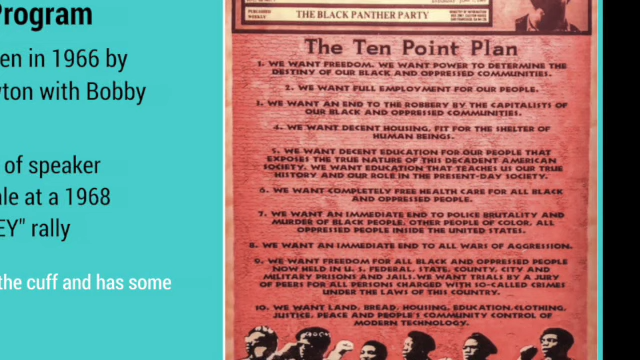 Program
en in 1966 by
ton with Bobby
of speaker
ale at a 1968
EY" rally
the cuff and has some
PUBLISHED
WEEKLY
THE BLACK PANTHER PARTY
MINISTRY OF INFORMATION
The Ten Point Plan
1. WE WANT FREEDOM. WE WANT POWER TO DETERMINE THE
DESTINY OF OUR BLACK AND OPPRESSED COMMUNITIES.
2. WE WANT FULL EMPLOYMENT FOR OUR PEOPLE.
3. WE WANT AN END TO THE ROBBERY BY THE CAPITALISTS OF
OUR BLACK AND OPPRESSED COMMUNITIES.
4. WE WANT DECENT HOUSING, FIT FOR THE SHELTER OF
HUMAN BEINGS.
5. WE WANT DECENT EDUCATION FOR OUR PEOPLE THAT
EXPOSES THE TRUE NATURE OF THIS DECADENT AMERICAN
SOCIETY. WE WANT EDUCATION THAT TEACHES US OUR TRUE
HISTORY AND OUR ROLE IN THE PRESENT-DAY SOCIETY.
6. WE WANT COMPLETELY FREE HEALTH CARE FOR ALL BLACK
AND OPPRESSED PEOPLE.
7. WE WANT AN IMMEDIATE END TO POLICE BRUTALITY AND
MURDER OF BLACK PEOPLE, OTHER PEOPLE OF COLOR, ALL
OPPRESSED PEOPLE INSIDE THE UNITED STATES.
8. WE WANT AN IMMEDIATE END TO ALL WARS OF AGGRESSION.
9. WE WANT FREEDOM FOR ALL BLACK AND OPPRESSED PEOPLE
NOW HELD IN U. S. FEDERAL, STATE, COUNTY, CITY AND
MILITARY PRISONS AND JAILS. WE WANT TRIALS BY A JURY
OF PEERS FOR ALL PERSONS CHARGED WITH SO-CALLED CRIMES
UNDER THE LAWS OF THIS COUNTRY.
10. WE WANT LAND, BREAD, HOUSING, EDUCATION, CLOTHING,
JUSTICE, PEACE AND PEOPLE'S COMMUNITY CONTROL OF
MODERN TECHNOLOGY.